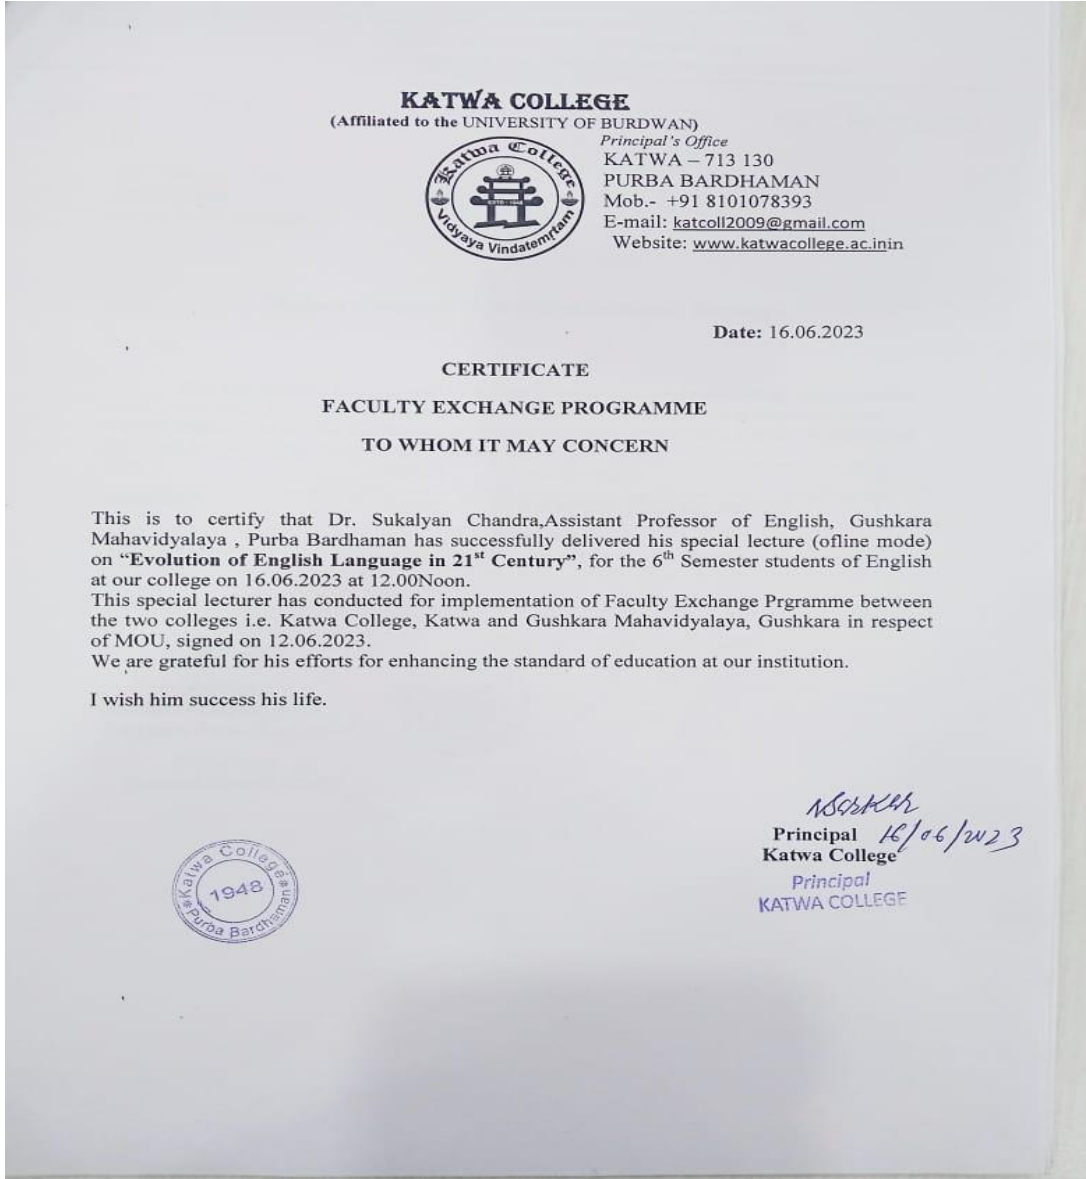 KATWA COLLEGE
(Affiliated to the UNIVERSITY OF BURDWAN)
Katwa College
ESTD - 1948
Vidyaya Vindatemrtam
Principal's Office
KATWA – 713 130
PURBA BARDHAMAN
Mob.- +91 8101078393
E-mail: katcoll2009@gmail.com
Website: www.katwacollege.ac.inin
Date: 16.06.2023
CERTIFICATE
FACULTY EXCHANGE PROGRAMME
TO WHOM IT MAY CONCERN
This is to certify that Dr. Sukalyan Chandra,Assistant Professor of English, Gushkara
Mahavidyalaya , Purba Bardhaman has successfully delivered his special lecture (ofline mode)
on “Evolution of English Language in 21st Century”, for the 6th Semester students of English
at our college on 16.06.2023 at 12.00Noon.
This special lecturer has conducted for implementation of Faculty Exchange Prgramme between
the two colleges i.e. Katwa College, Katwa and Gushkara Mahavidyalaya, Gushkara in respect
of MOU, signed on 12.06.2023.
We are grateful for his efforts for enhancing the standard of education at our institution.
I wish him success his life.
Principal 16/06/2023
Katwa College
Principal
KATWA COLLEGE
Katwa College
1948
Purba Bardhaman